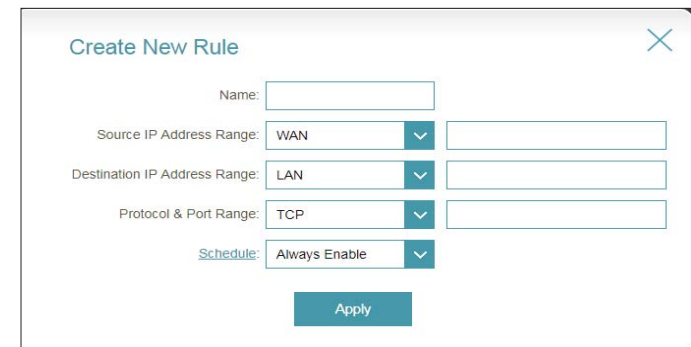 Create New Rule
Name:
Source IP Address Range: WAN
Destination IP Address Range: LAN
Protocol & Port Range: TCP
Schedule: Always Enable
Apply